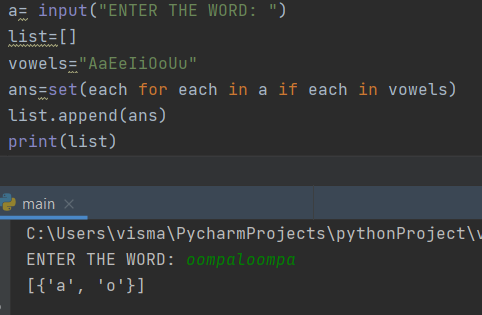 a= input("ENTER THE WORD: ")
list=[]
vowels="AaEeIiOoUu"
ans=set(each for each in a if each in vowels)
list.append(ans)
print(list)
main ×
C:\Users\visma\PycharmProjects\pythonProject\v
ENTER THE WORD: oompaloompa
[{'a', 'o'}]